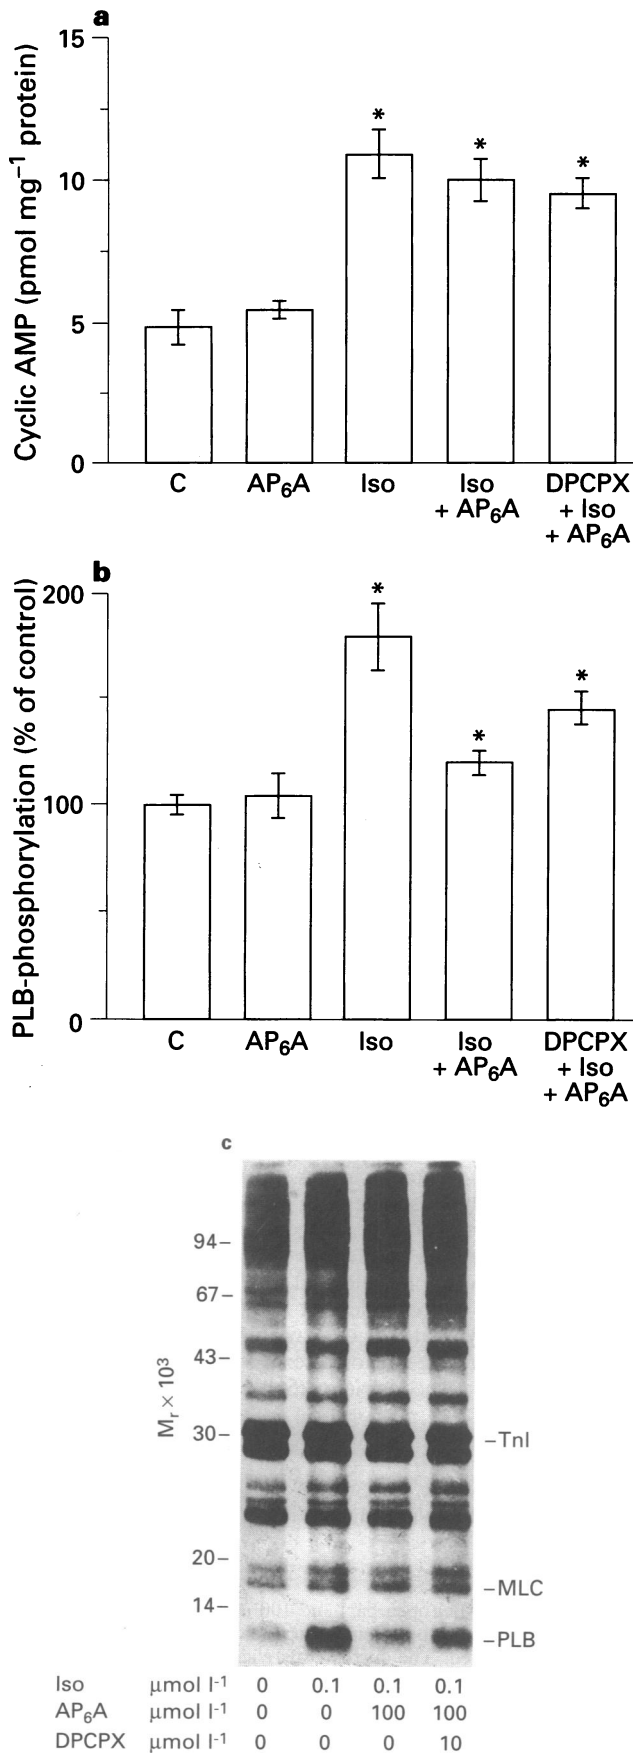 a
Cyclic AMP (pmol mg⁻¹ protein)
15
10
5
0
*
*
*
C
AP₆A
Iso
Iso
+ AP₆A
DPCPX
+ Iso
+ AP₆A
b
PLB-phosphorylation (% of control)
200
100
0
*
*
*
C
AP₆A
Iso
Iso
+ AP₆A
DPCPX
+ Iso
+ AP₆A
c
Mᵣ × 10³
94–
67–
43–
30–
20–
14–
–TnI
–MLC
–PLB
Iso μmol l⁻¹ 0 0.1 0.1 0.1
AP₆A μmol l⁻¹ 0 0 100 100
DPCPX μmol l⁻¹ 0 0 0 10